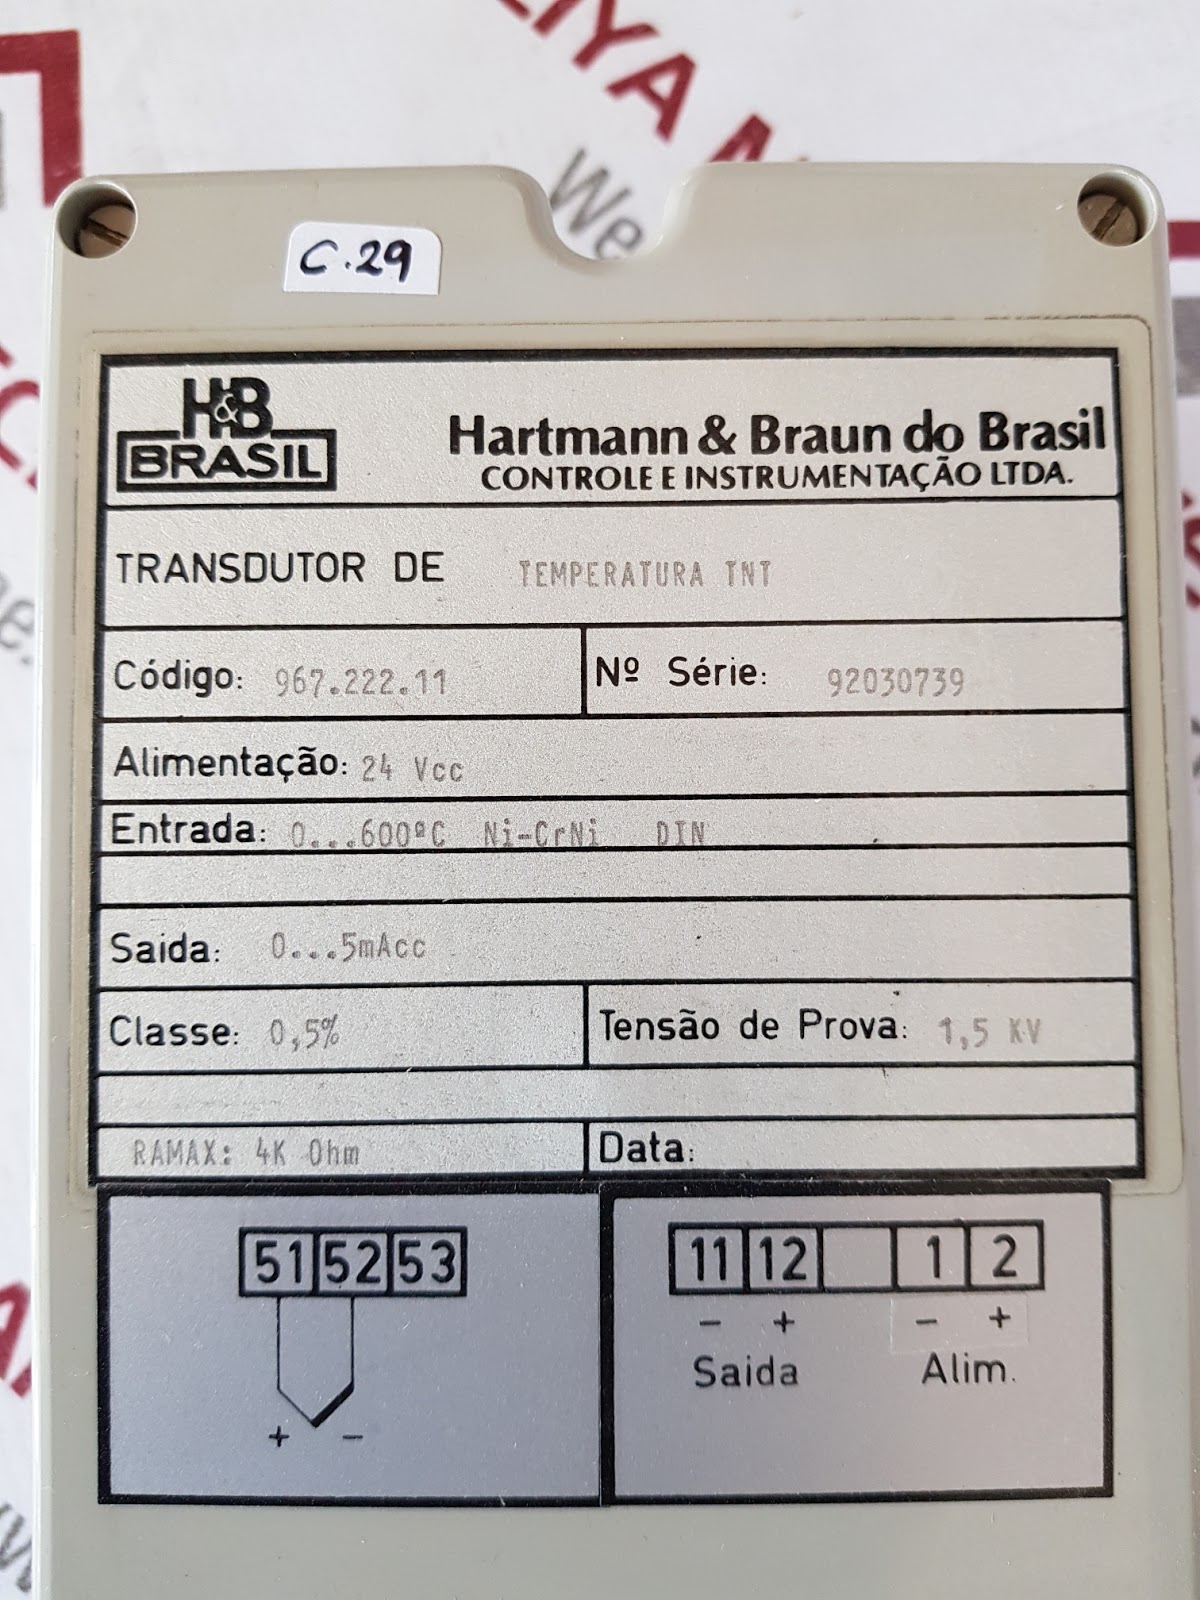 IYA
We
C.29
H&B
BRASIL
Hartmann & Braun do Brasil
CONTROLE E INSTRUMENTAÇÃO LTDA.
TRANSDUTOR DE TEMPERATURA TNT
Código: 967.222.11
Nº Série: 92030739
Alimentação: 24 Vcc
Entrada: 0...600ºC Ni-CrNi DIN
Saida: 0...5mAcc
Classe: 0,5%
Tensão de Prova: 1,5 KV
RAMAX: 4K Ohm
Data:
51 52 53
+ -
11 12 1 2
- + - +
Saida Alim.